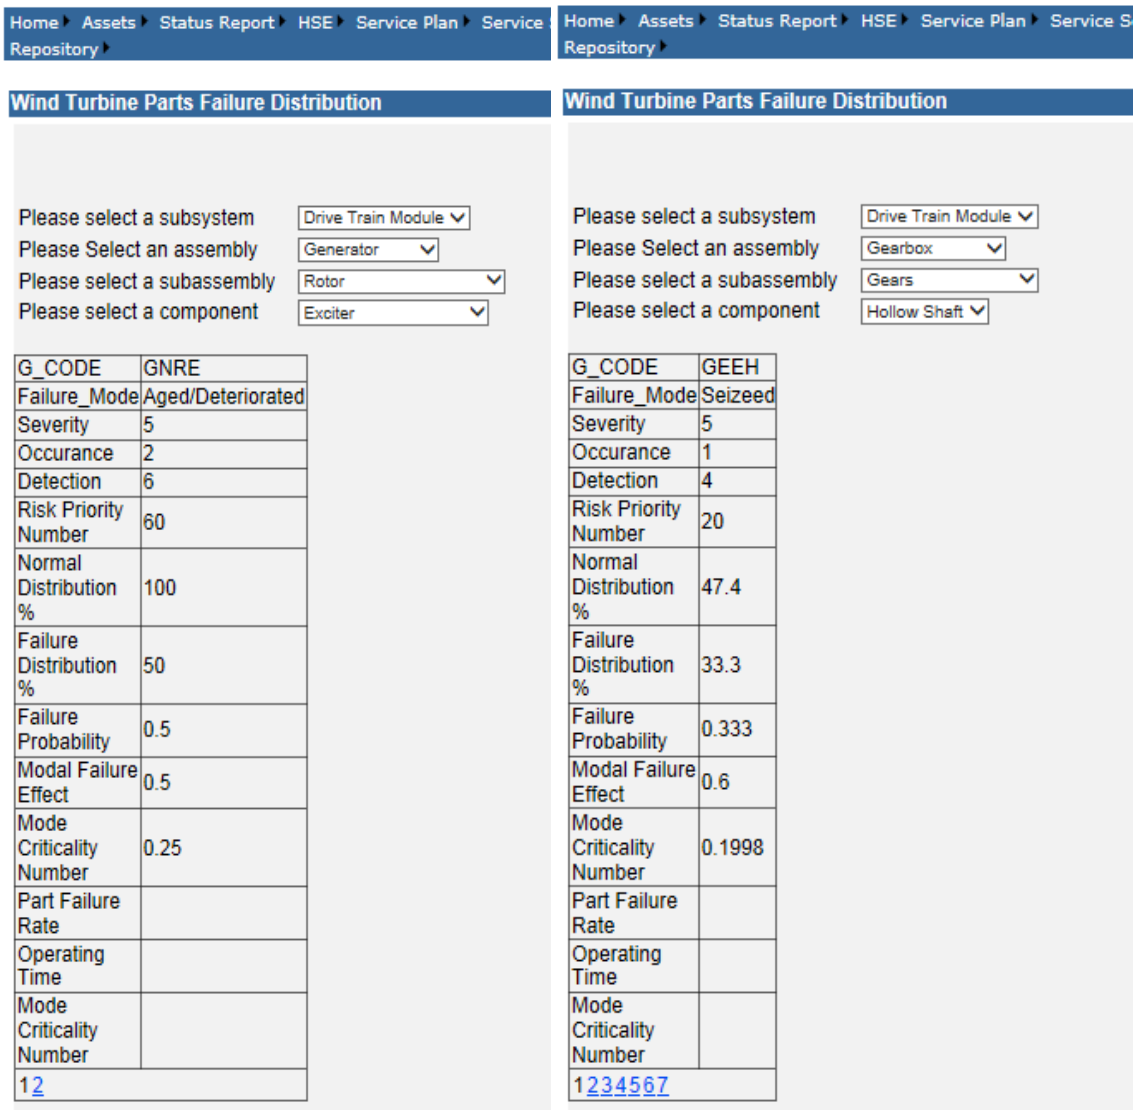 Home Assets Status Report HSE Service Plan Service
Repository
Wind Turbine Parts Failure Distribution
Please select a subsystem Drive Train Module
Please Select an assembly Generator
Please select a subassembly Rotor
Please select a component Exciter
G_CODE GNRE
Failure_Mode Aged/Deteriorated
Severity 5
Occurance 2
Detection 6
Risk Priority
Number 60
Normal
Distribution 100
%
Failure
Distribution 50
%
Failure
Probability 0.5
Modal Failure
Effect 0.5
Mode
Criticality 0.25
Number
Part Failure
Rate
Operating
Time
Mode
Criticality
Number
12
Home Assets Status Report HSE Service Plan Service S
Repository
Wind Turbine Parts Failure Distribution
Please select a subsystem Drive Train Module
Please Select an assembly Gearbox
Please select a subassembly Gears
Please select a component Hollow Shaft
G_CODE GEEH
Failure_Mode Seizeed
Severity 5
Occurance 1
Detection 4
Risk Priority
Number 20
Normal
Distribution 47.4
%
Failure
Distribution 33.3
%
Failure
Probability 0.333
Modal Failure
Effect 0.6
Mode
Criticality 0.1998
Number
Part Failure
Rate
Operating
Time
Mode
Criticality
Number
1234567